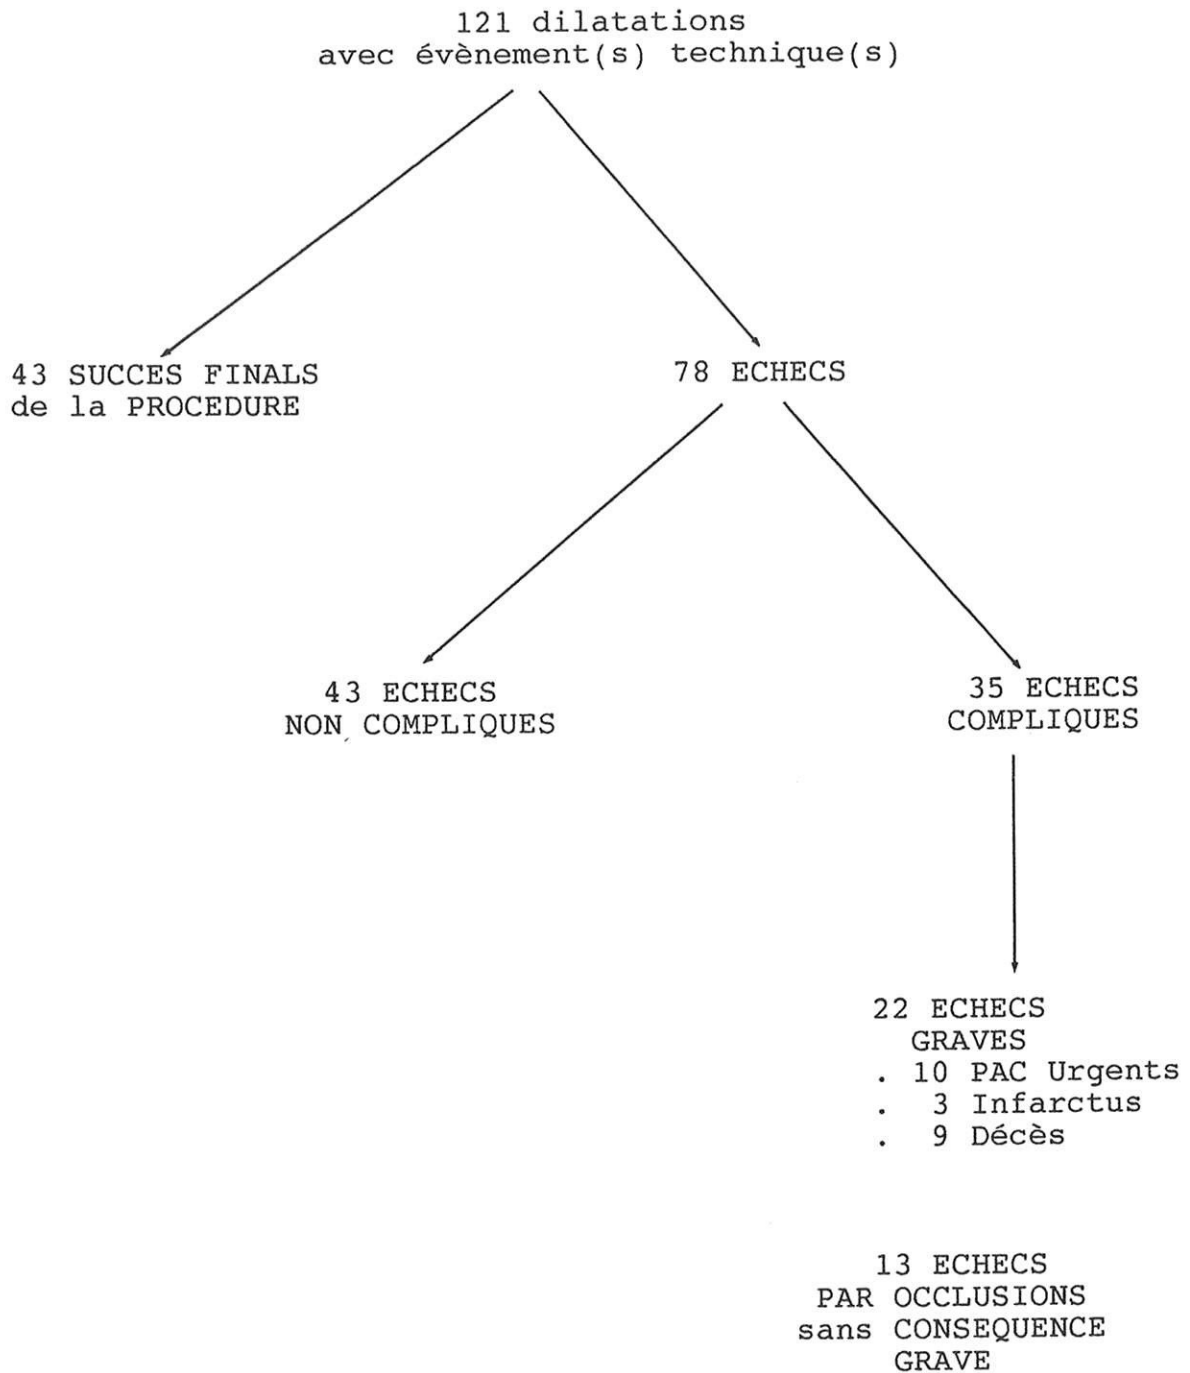 121 dilatations
avec évènement(s) technique(s)
43 SUCCES FINALS
de la PROCEDURE
78 ECHECS
43 ECHECS
NON COMPLIQUES
35 ECHECS
COMPLIQUES
22 ECHECS
GRAVES
. 10 PAC Urgents
. 3 Infarctus
. 9 Décès
13 ECHECS
PAR OCCLUSIONS
sans CONSEQUENCE
GRAVE